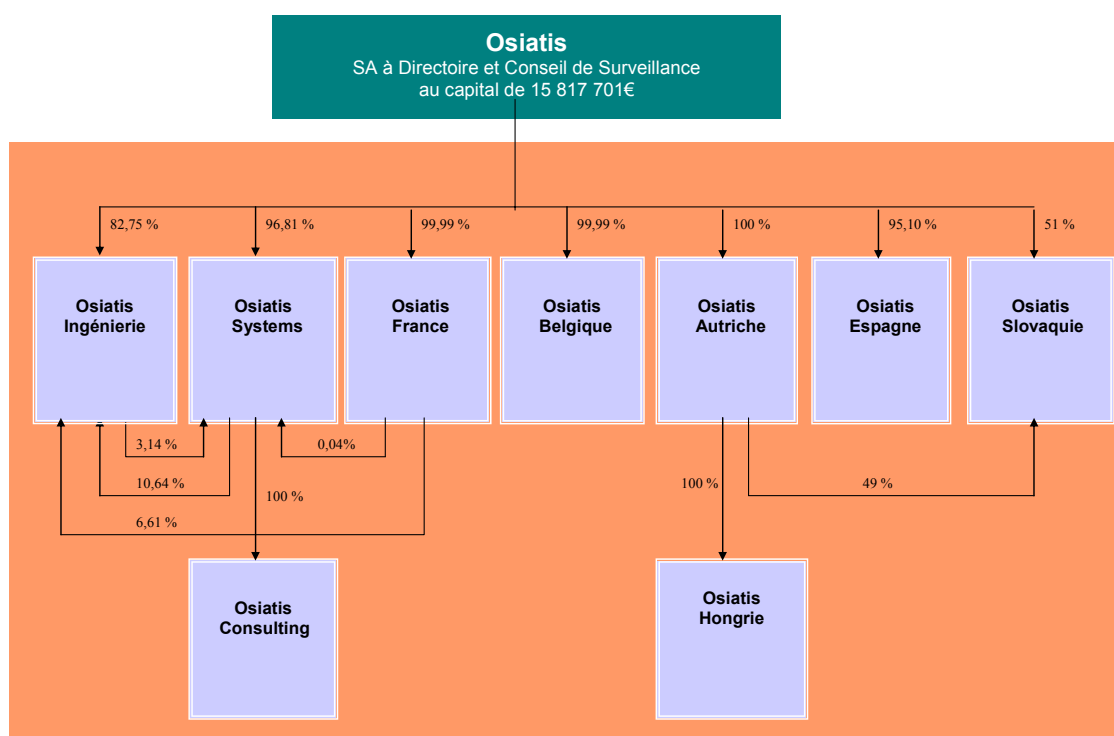 Osiatis
SA à Directoire et Conseil de Surveillance
au capital de 15 817 701€
82,75 %
96,81 %
99,99 %
99,99 %
100 %
95,10 %
51 %
Osiatis
Ingénierie
Osiatis
Systems
Osiatis
France
Osiatis
Belgique
Osiatis
Autriche
Osiatis
Espagne
Osiatis
Slovaquie
3,14 %
0,04%
10,64 %
100 %
100 %
49 %
6,61 %
Osiatis
Consulting
Osiatis
Hongrie